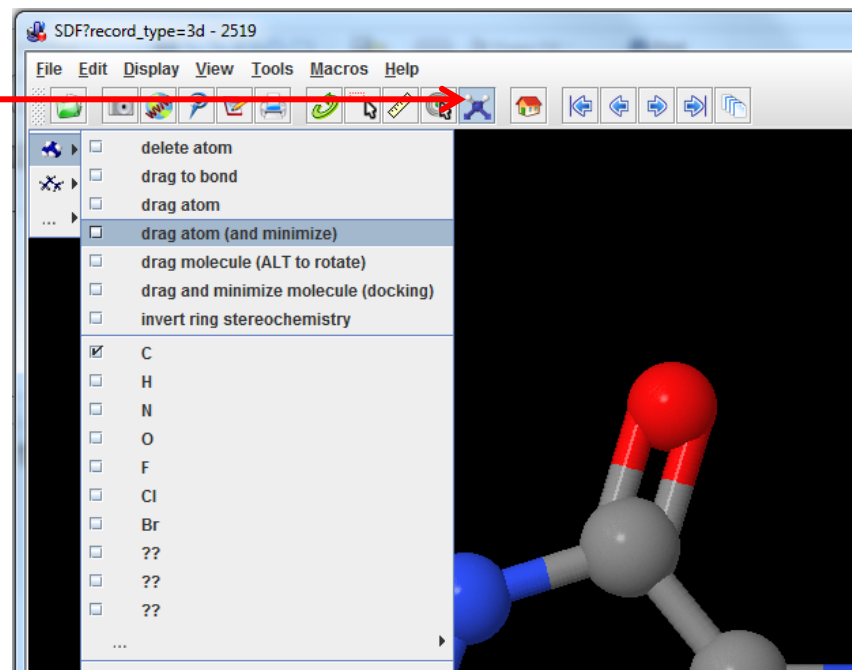 SDF?record_type=3d - 2519
File Edit Display View Tools Macros Help
WWW
delete atom
drag to bond
drag atom
...
drag atom (and minimize)
drag molecule (ALT to rotate)
drag and minimize molecule (docking)
invert ring stereochemistry
C
H
N
O
F
Cl
Br
??
??
??
...